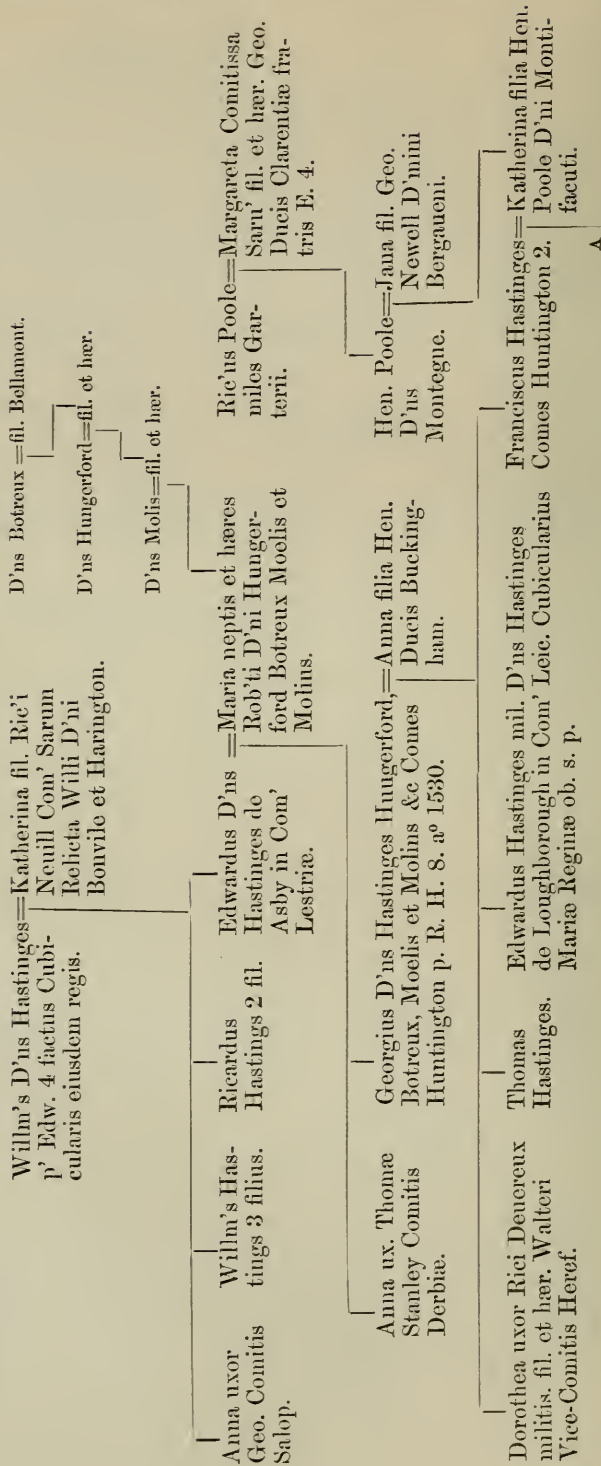 D'ns Botreux=fil. Bellamont.
D'ns Hungerford=fil. et hær.
D'ns Molis=fil. et hær.
Willm's D'ns Hastinges=Katherina fil. Ric'i
p' Edw. 4 factus Cubi- Neuill Com' Sarum
cularis eiusdem regis. Relicta Willi D'ni
Bonvile et Harington.
Anna uxor
Geo. Comitis
Salop.
Willm's Has-
tings 3 filius.
Ricardus
Hastings 2 fil.
Edwardus D'ns
Hastinges de
Asby in Com'
Lestriæ.
=Maria neptis et hæres
Rob'ti D'ni Hunger-
ford Botreux Moelis et
Molius.
Ric'us Poole=Margareta Comitissa
miles Gar- Saru' fil. et hær. Geo.
terii. Ducis Clarentiæ fra-
tris E. 4.
Anna ux. Thomæ
Stanley Comitis
Derbiæ.
Georgius D'ns Hastinges Huugerford,=Anna filia Hen.
Botreux, Moelis et Molins &c Comes Ducis Bucking-
Huntington p. R. H. 8. aº 1530. ham.
Hen. Poole=Jana fil. Geo.
D'ns Newell D'mini
Montegue. Bergaueni.
Dorothea uxor Rici Deuereux
militis. fil. et hær. Walteri
Vice-Comitis Heref.
Thomas
Hastinges.
Edwardus Hastinges mil. D'ns Hastinges
de Loughborough in Com' Leic. Cubicularius
Mariæ Reginæ ob. s. p.
Franciscus Hastinges=Katherina filia Hen.
Comes Huntington 2. Poole D'ni Monti-
facuti.
A